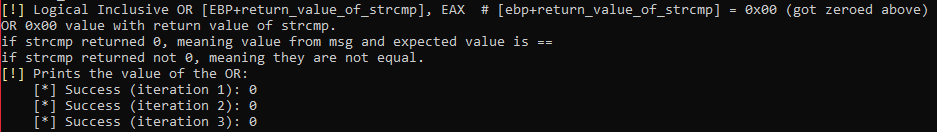 [!] Logical Inclusive OR [EBP+return_value_of_strcmp], EAX  # [ebp+return_value_of_strcmp] = 0x00 (got zeroed above)
OR 0x00 value with return value of strcmp.
if strcmp returned 0, meaning value from msg and expected value is ==
if strcmp returned not 0, meaning they are not equal.
[!] Prints the value of the OR:
    [*] Success (iteration 1): 0
    [*] Success (iteration 2): 0
    [*] Success (iteration 3): 0